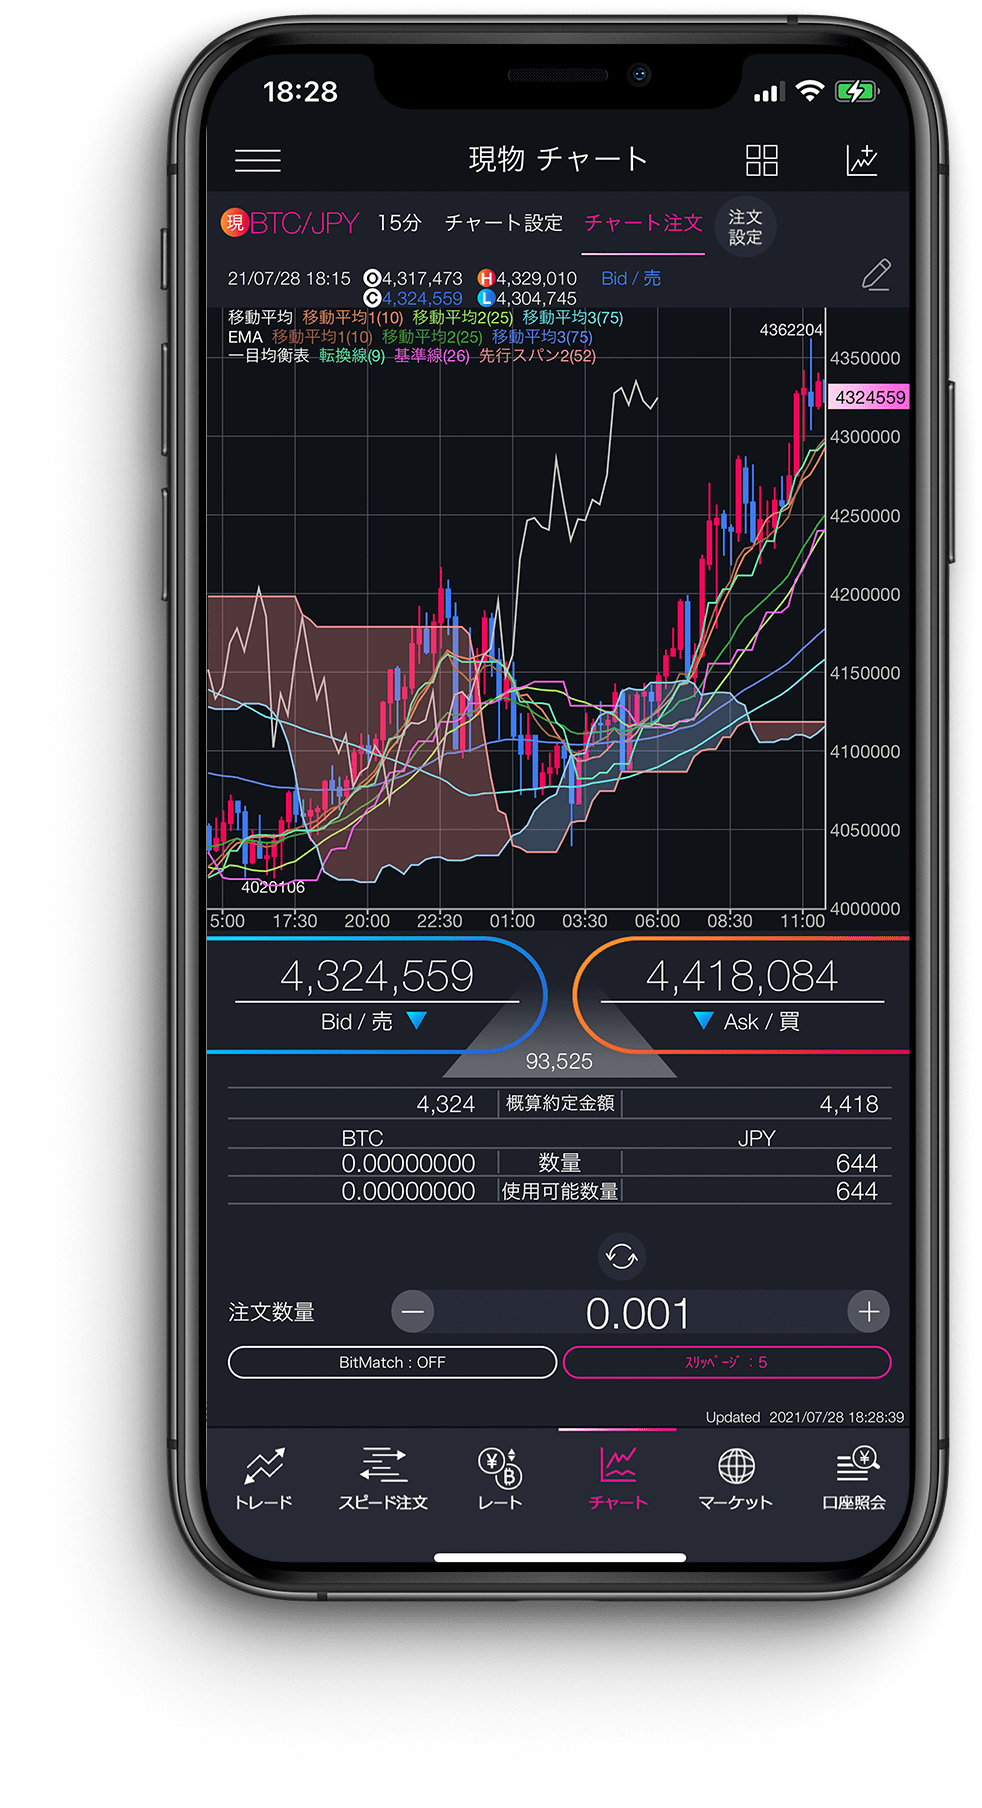 18:28
現物 チャート
現 BTC/JPY 15分 チャート設定 チャート注文 注文設定
21/07/28 18:15 O 4,317,473 H 4,329,010 Bid / 売
C 4,324,559 L 4,304,745
移動平均 移動平均1(10) 移動平均2(25) 移動平均3(75)
EMA 移動平均1(10) 移動平均2(25) 移動平均3(75)
一目均衡表 転換線(9) 基準線(26) 先行スパン2(52)
4362204
4350000
4324559
4300000
4250000
4200000
4150000
4100000
4050000
4020106
4000000
5:00 17:30 20:00 22:30 01:00 03:30 06:00 08:30 11:00
4,324,559 4,418,084
Bid / 売 Ask / 買
93,525
4,324 概算約定金額 4,418
BTC JPY
0.00000000 数量 644
0.00000000 使用可能数量 644
注文数量 − 0.001 +
BitMatch : OFF ｽﾘｯﾍﾟｰｼﾞ : 5
Updated 2021/07/28 18:28:39
トレード スピード注文 レート チャート マーケット 口座照会